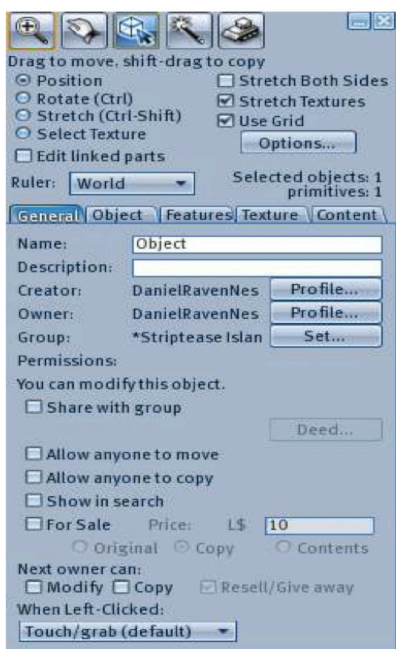 Drag to move, shift-drag to copy
Position
Stretch Both Sides
Rotate (Ctrl)
Stretch Textures
Stretch (Ctrl-Shift)
Use Grid
Select Texture
Options...
Edit linked parts
Ruler: World
Selected objects: 1
primitives: 1
General Object Features Texture Content
Name: Object
Description:
Creator: DanielRavenNes Profile...
Owner: DanielRavenNes Profile...
Group: *Striptease Islan Set...
Permissions:
You can modify this object.
Share with group
Deed...
Allow anyone to move
Allow anyone to copy
Show in search
For Sale Price: L$ 10
Original Copy Contents
Next owner can:
Modify Copy Resell/Give away
When Left-Clicked:
Touch/grab (default)